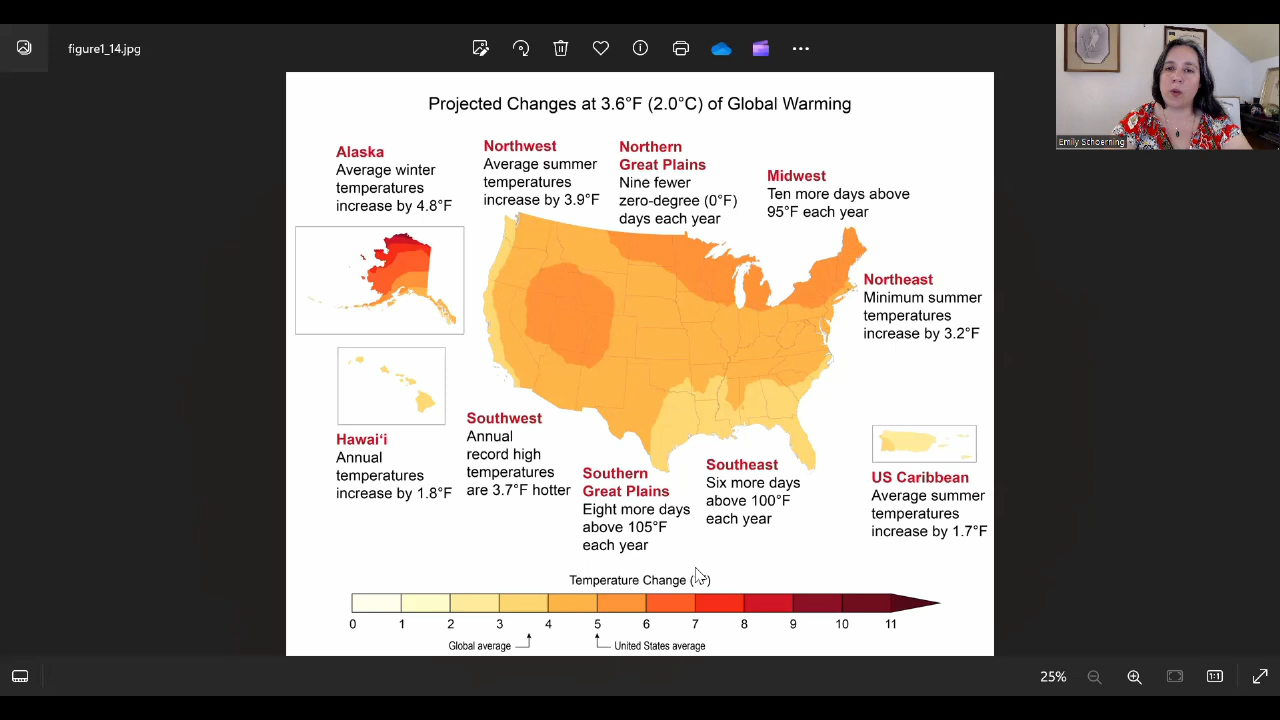 figure1_14.jpg
Emily Schoerning
Projected Changes at 3.6°F (2.0°C) of Global Warming
Alaska
Average winter
temperatures
increase by 4.8°F
Northwest
Average summer
temperatures
increase by 3.9°F
Northern
Great Plains
Nine fewer
zero-degree (0°F)
days each year
Midwest
Ten more days above
95°F each year
Northeast
Minimum summer
temperatures
increase by 3.2°F
Hawaiʻi
Annual
temperatures
increase by 1.8°F
Southwest
Annual
record high
temperatures
are 3.7°F hotter
Southern
Great Plains
Eight more days
above 105°F
each year
Southeast
Six more days
above 100°F
each year
US Caribbean
Average summer
temperatures
increase by 1.7°F
Temperature Change (
0 1 2 3 4 5 6 7 8 9 10 11
Global average
United States average
25%
1:1